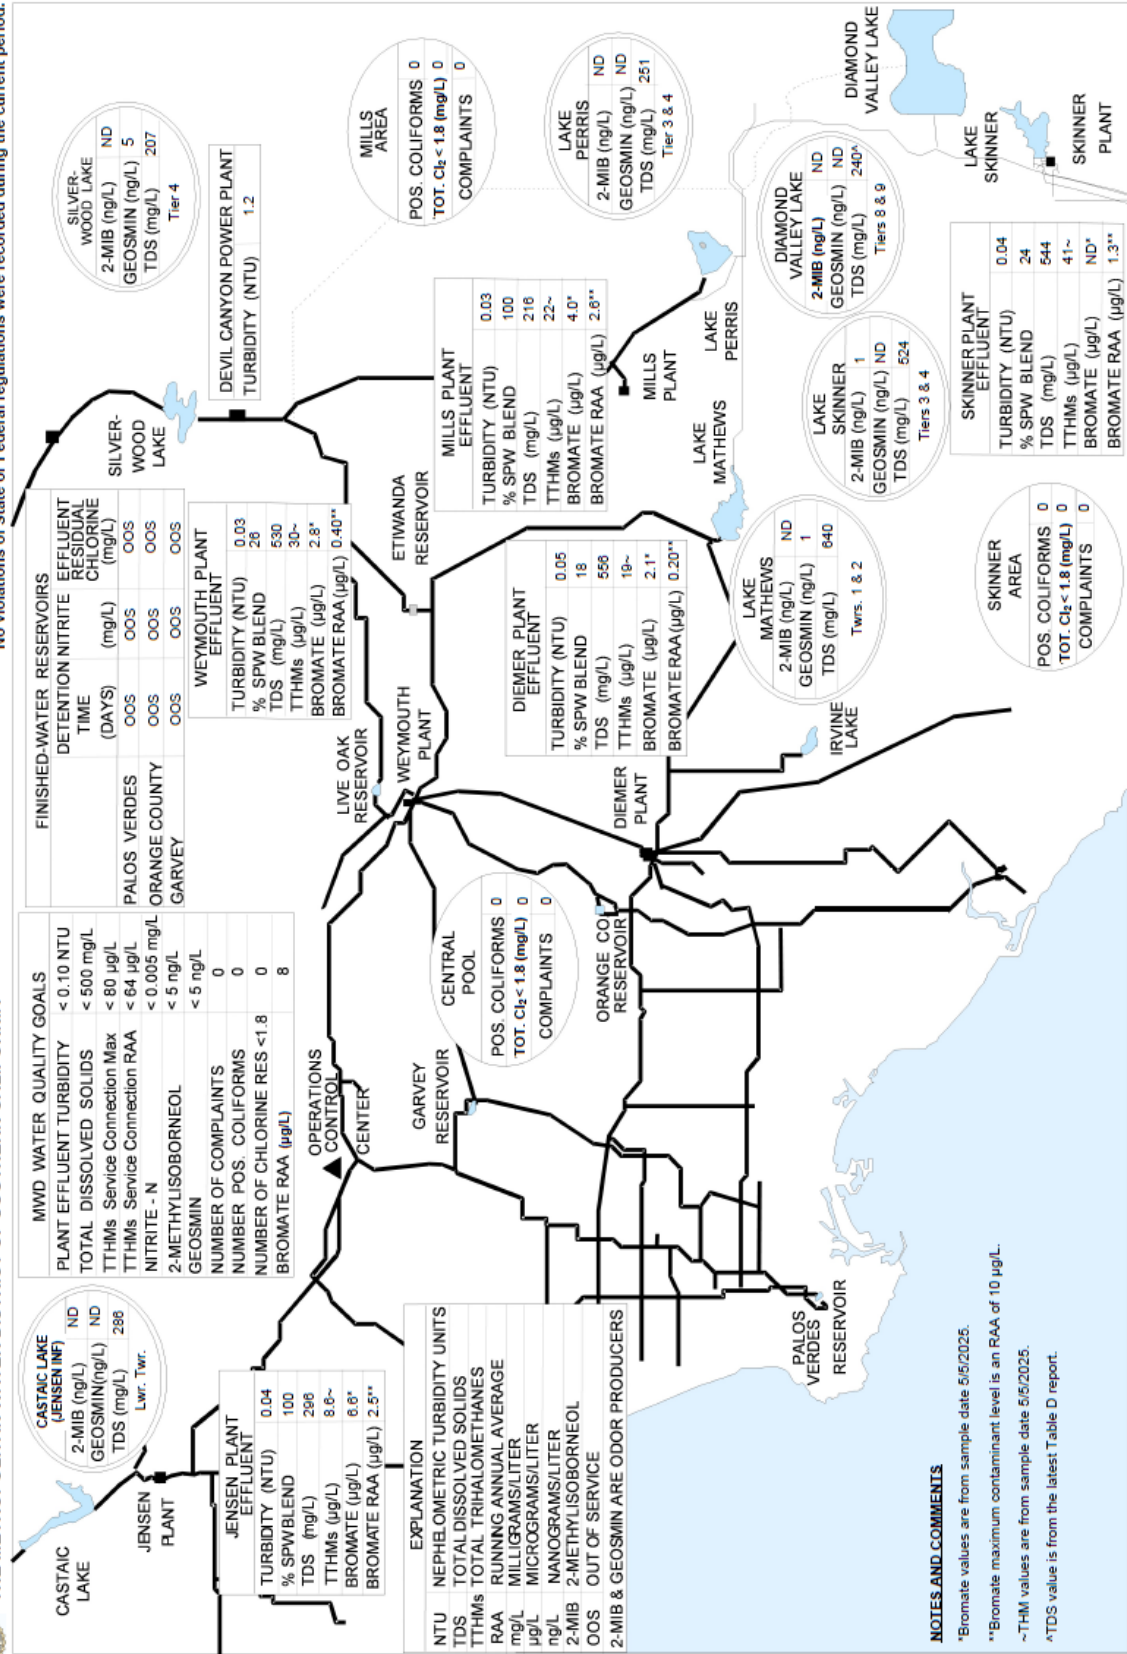 No violations of State or Federal regulations were recorded during the current period.
CASTAIC LAKE
(JENSEN INF)
2-MIB (ng/L) ND
GEOSMIN(ng/L) ND
TDS (mg/L) 286
Lwr. Twr.
MWD WATER QUALITY GOALS
PLANT EFFLUENT TURBIDITY < 0.10 NTU
TOTAL DISSOLVED SOLIDS < 500 mg/L
TTHMs Service Connection Max < 80 µg/L
TTHMs Service Connection RAA < 64 µg/L
NITRITE - N < 0.005 mg/L
2-METHYLISOBORNEOL < 5 ng/L
GEOSMIN < 5 ng/L
NUMBER OF COMPLAINTS 0
NUMBER POS. COLIFORMS 0
NUMBER OF CHLORINE RES <1.8 0
BROMATE RAA (µg/L) 8
FINISHED-WATER RESERVOIRS
DETENTION TIME (DAYS) NITRITE (mg/L) EFFLUENT RESIDUAL CHLORINE (mg/L)
PALOS VERDES OOS OOS OOS
ORANGE COUNTY OOS OOS OOS
GARVEY OOS OOS OOS
SILVER-
WOOD LAKE
2-MIB (ng/L) ND
GEOSMIN (ng/L) 5
TDS (mg/L) 207
Tier 4
SILVER-
WOOD
LAKE
DEVIL CANYON POWER PLANT
TURBIDITY (NTU) 1.2
CASTAIC
LAKE
JENSEN
PLANT
JENSEN PLANT
EFFLUENT
TURBIDITY (NTU) 0.04
% SPW BLEND 100
TDS (mg/L) 296
TTHMs (µg/L) 8.6~
BROMATE (µg/L) 6.6*
BROMATE RAA (µg/L) 2.5**
OPERATIONS
CONTROL
CENTER
WEYMOUTH PLANT
EFFLUENT
TURBIDITY (NTU) 0.03
% SPW BLEND 26
TDS (mg/L) 530
TTHMs (µg/L) 30~
BROMATE (µg/L) 2.8*
BROMATE RAA (µg/L) 0.40**
LIVE OAK
RESERVOIR
WEYMOUTH
PLANT
ETIWANDA
RESERVOIR
MILLS
AREA
POS. COLIFORMS 0
TOT. Cl₂ < 1.8 (mg/L) 0
COMPLAINTS 0
MILLS PLANT
EFFLUENT
TURBIDITY (NTU) 0.03
% SPW BLEND 100
TDS (mg/L) 216
TTHMs (µg/L) 22~
BROMATE (µg/L) 4.0*
BROMATE RAA (µg/L) 2.6**
EXPLANATION
NTU NEPHELOMETRIC TURBIDITY UNITS
TDS TOTAL DISSOLVED SOLIDS
TTHMs TOTAL TRIHALOMETHANES
RAA RUNNING ANNUAL AVERAGE
mg/L MILLIGRAMS/LITER
µg/L MICROGRAMS/LITER
ng/L NANOGRAMS/LITER
2-MIB 2-METHYLISOBORNEOL
OOS OUT OF SERVICE
2-MIB & GEOSMIN ARE ODOR PRODUCERS
GARVEY
RESERVOIR
CENTRAL
POOL
POS. COLIFORMS 0
TOT. Cl₂ < 1.8 (mg/L) 0
COMPLAINTS 0
DIEMER PLANT
EFFLUENT
TURBIDITY (NTU) 0.05
% SPW BLEND 18
TDS (mg/L) 556
TTHMs (µg/L) 19~
BROMATE (µg/L) 2.1*
BROMATE RAA (µg/L) 0.20**
LAKE
PERRIS
2-MIB (ng/L) ND
GEOSMIN (ng/L) ND
TDS (mg/L) 251
Tier 3 & 4
MILLS
PLANT
LAKE
PERRIS
ORANGE CO
RESERVOIR
DIEMER
PLANT
LAKE
MATHEWS
LAKE
MATHEWS
2-MIB (ng/L) ND
GEOSMIN (ng/L) 1
TDS (mg/L) 640
Twrs. 1 & 2
DIAMOND
VALLEY LAKE
2-MIB (ng/L) ND
GEOSMIN (ng/L) ND
TDS (mg/L) 240^
Tiers 8 & 9
DIAMOND
VALLEY LAKE
LAKE
SKINNER
2-MIB (ng/L) 1
GEOSMIN (ng/L) ND
TDS (mg/L) 524
Tiers 3 & 4
IRVINE
LAKE
PALOS
VERDES
RESERVOIR
LAKE
SKINNER
SKINNER
PLANT
SKINNER PLANT
EFFLUENT
TURBIDITY (NTU) 0.04
% SPW BLEND 24
TDS (mg/L) 544
TTHMs (µg/L) 41~
BROMATE (µg/L) ND*
BROMATE RAA (µg/L) 1.3**
SKINNER
AREA
POS. COLIFORMS 0
TOT. Cl₂ < 1.8 (mg/L) 0
COMPLAINTS 0
NOTES AND COMMENTS
*Bromate values are from sample date 5/5/2025.
**Bromate maximum contaminant level is an RAA of 10 µg/L.
~THM values are from sample date 5/5/2025.
^TDS value is from the latest Table D report.